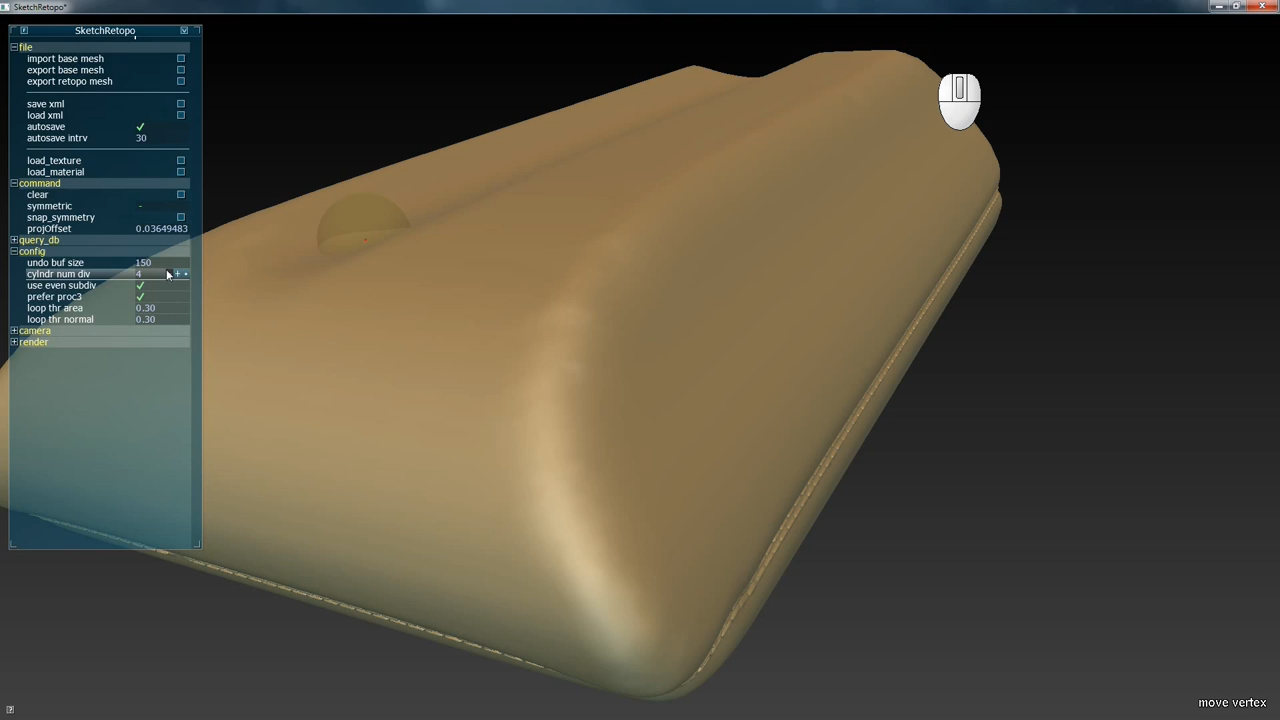 SketchRetopo*
SketchRetopo
file
import base mesh
export base mesh
export retopo mesh
save xml
load xml
autosave
autosave intrv 30
load_texture
load_material
command
clear
symmetric -
snap_symmetry
projOffset 0.03649483
query_db
config
undo buf size 150
cylndr num div 4
use even subdiv
prefer proc3
loop thr area 0.30
loop thr normal 0.30
camera
render
move vertex